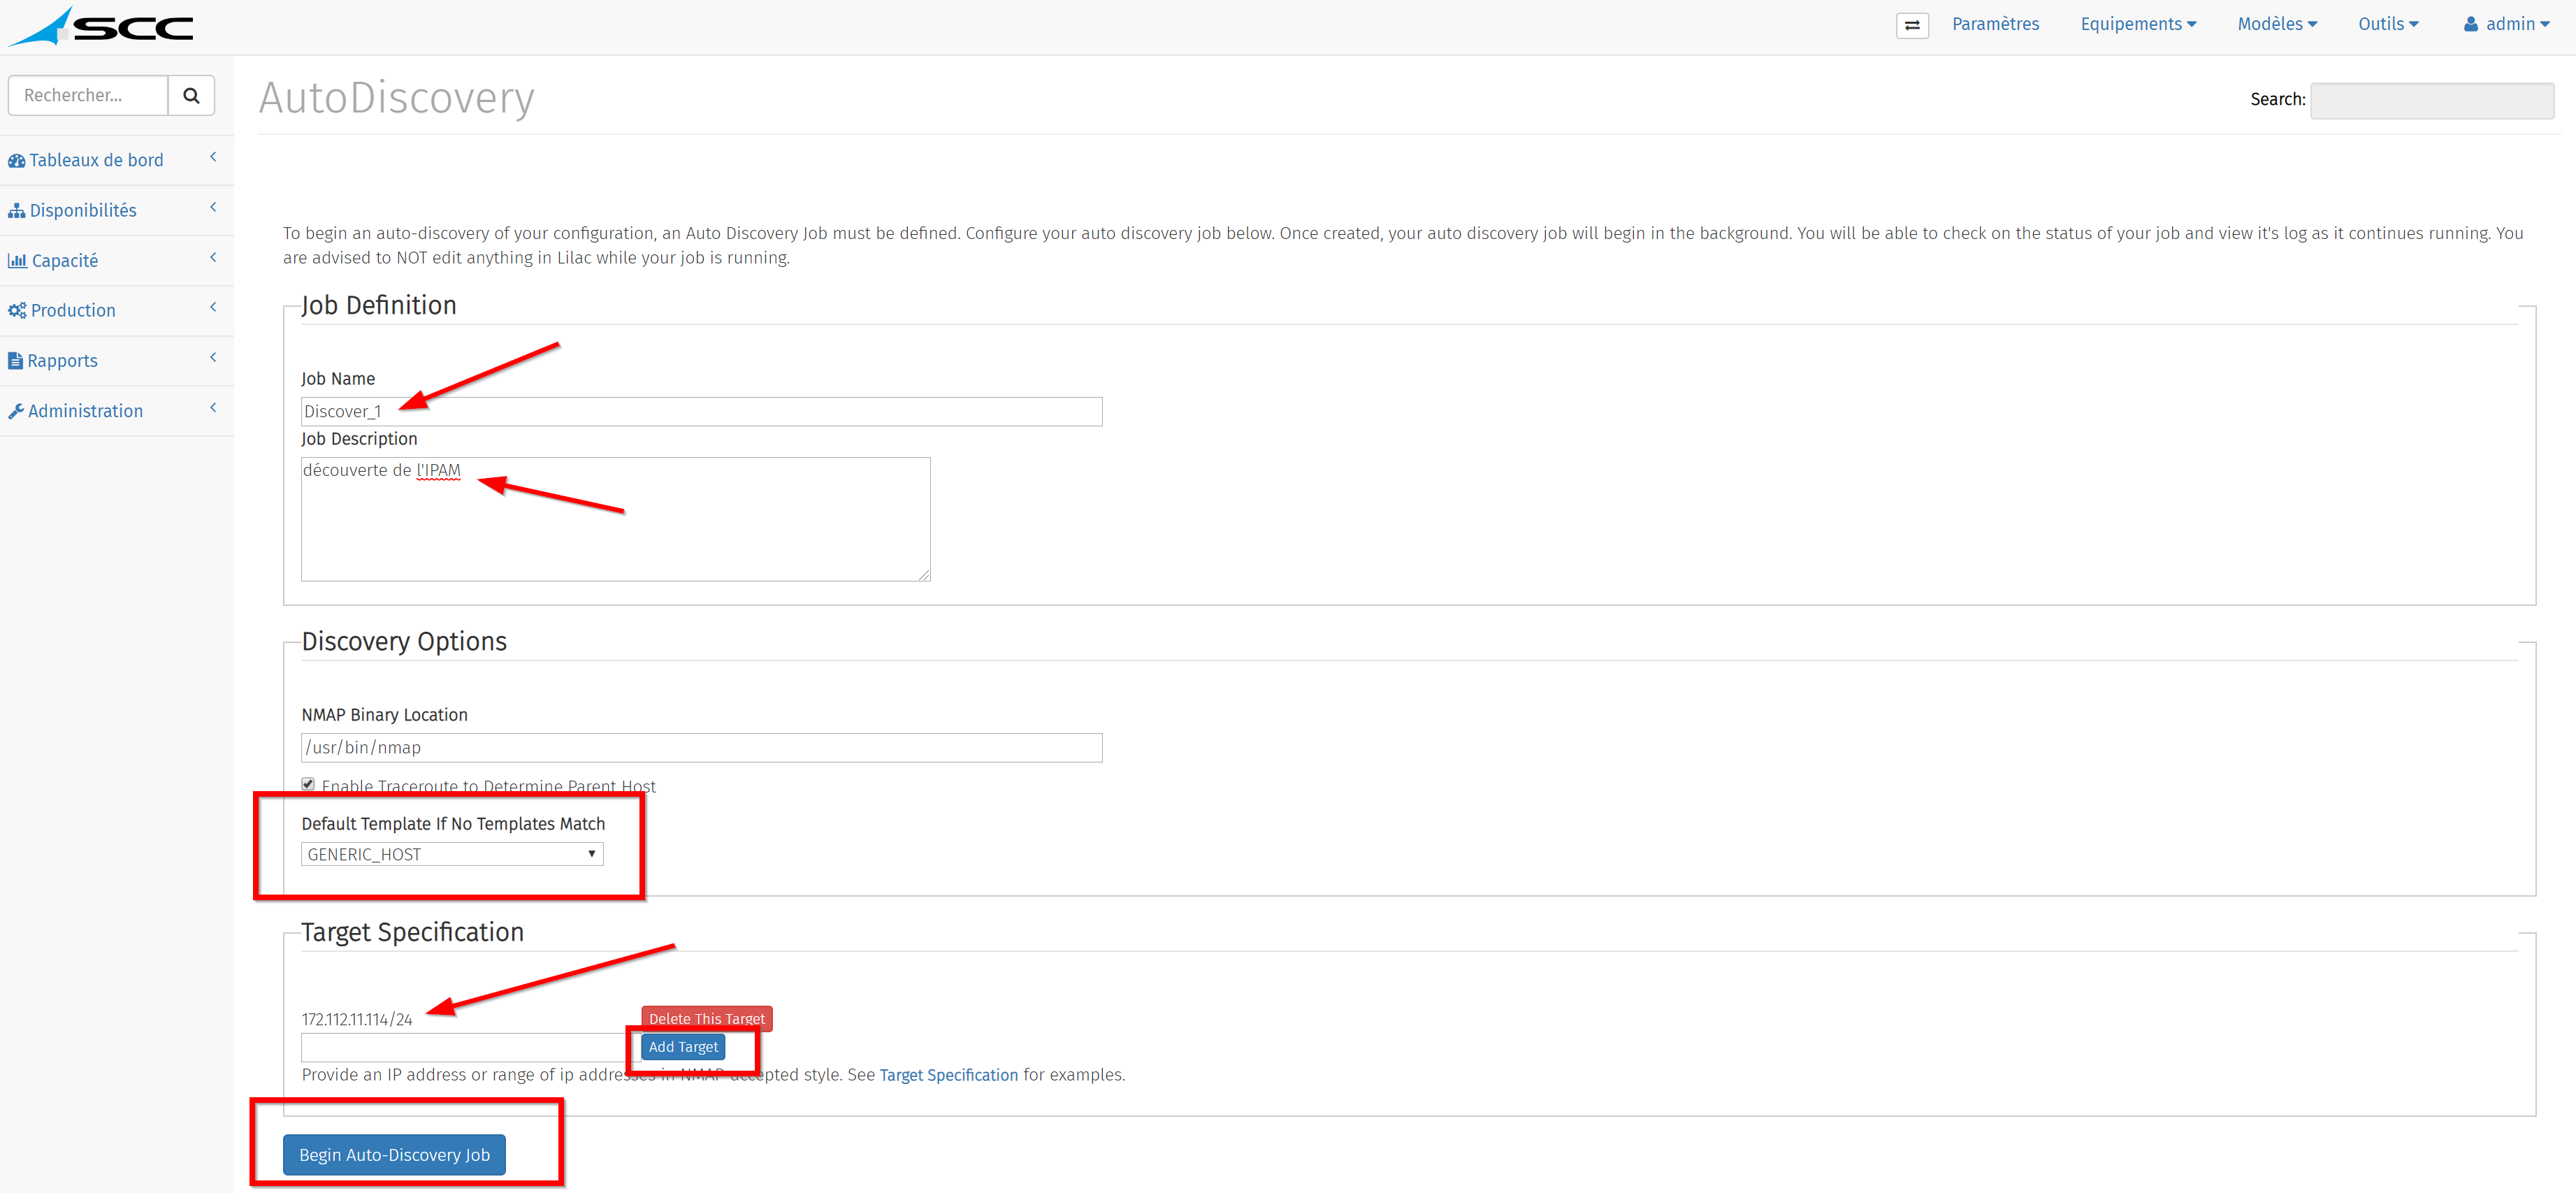 SCC
Paramètres Equipements Modèles Outils admin
Rechercher...
AutoDiscovery
Search:
Tableaux de bord
Disponibilités
Capacité
Production
Rapports
Administration
To begin an auto-discovery of your configuration, an Auto Discovery Job must be defined. Configure your auto discovery job below. Once created, your auto discovery job will begin in the background. You will be able to check on the status of your job and view it's log as it continues running. You
are advised to NOT edit anything in Lilac while your job is running.
Job Definition
Job Name
Discover_1
Job Description
découverte de l'IPAM
Discovery Options
NMAP Binary Location
/usr/bin/nmap
Enable Traceroute to Determine Parent Host
Default Template If No Templates Match
GENERIC_HOST
Target Specification
172.112.11.114/24 Delete This Target
Add Target
Provide an IP address or range of ip addresses in NMAP accepted style. See Target Specification for examples.
Begin Auto-Discovery Job